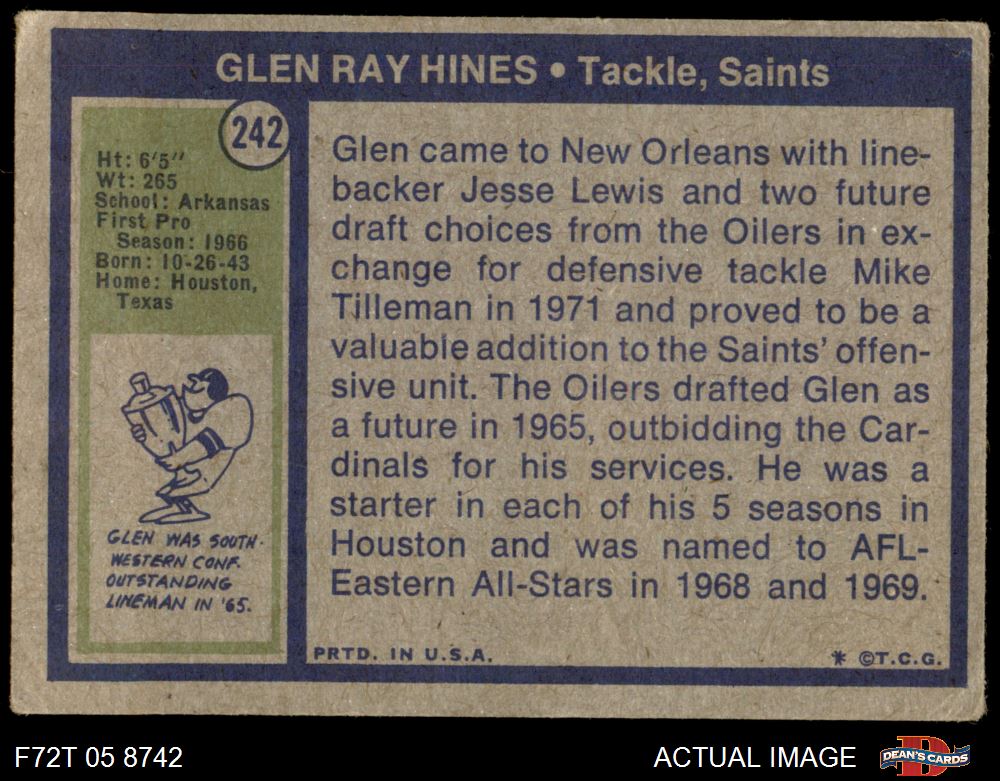 GLEN RAY HINES • Tackle, Saints
242
Ht: 6'5"
Wt: 265
School: Arkansas
First Pro
Season: 1966
Born: 10-26-43
Home: Houston,
Texas
GLEN WAS SOUTH-
WESTERN CONF.
OUTSTANDING
LINEMAN IN '65.
Glen came to New Orleans with line-
backer Jesse Lewis and two future
draft choices from the Oilers in ex-
change for defensive tackle Mike
Tilleman in 1971 and proved to be a
valuable addition to the Saints' offen-
sive unit. The Oilers drafted Glen as
a future in 1965, outbidding the Car-
dinals for his services. He was a
starter in each of his 5 seasons in
Houston and was named to AFL-
Eastern All-Stars in 1968 and 1969.
PRTD. IN U.S.A.
* ©T.C.G.
F72T 05 8742
ACTUAL IMAGE
D
DEAN'S CARDS